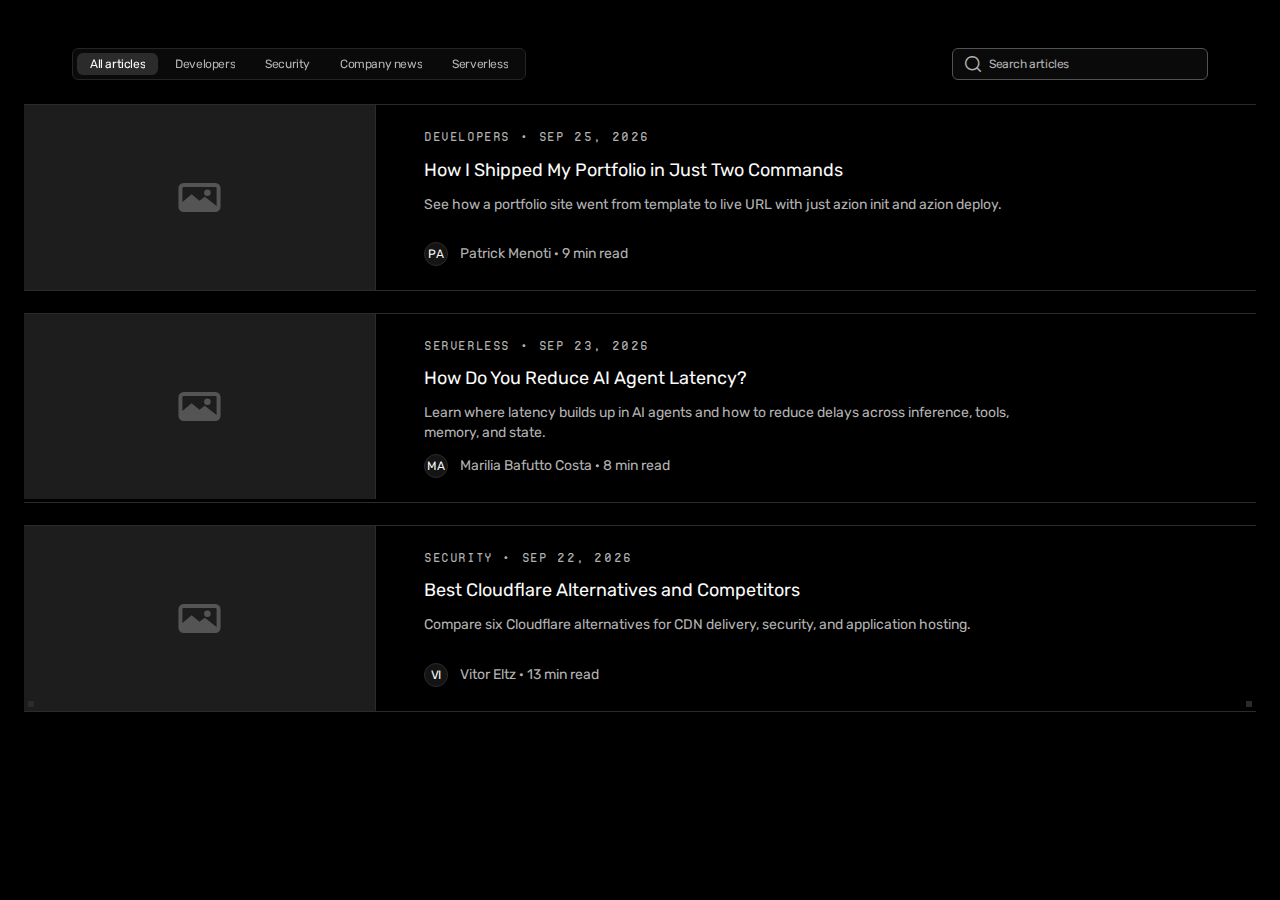 All articles
Developers
Security
Company news
Serverless
Search articles
DEVELOPERS • SEP 25, 2026
How I Shipped My Portfolio in Just Two Commands
See how a portfolio site went from template to live URL with just azion init and azion deploy.
PA
Patrick Menoti • 9 min read
SERVERLESS • SEP 23, 2026
How Do You Reduce AI Agent Latency?
Learn where latency builds up in AI agents and how to reduce delays across inference, tools,
memory, and state.
MA
Marilia Bafutto Costa • 8 min read
SECURITY • SEP 22, 2026
Best Cloudflare Alternatives and Competitors
Compare six Cloudflare alternatives for CDN delivery, security, and application hosting.
VI
Vitor Eltz • 13 min read